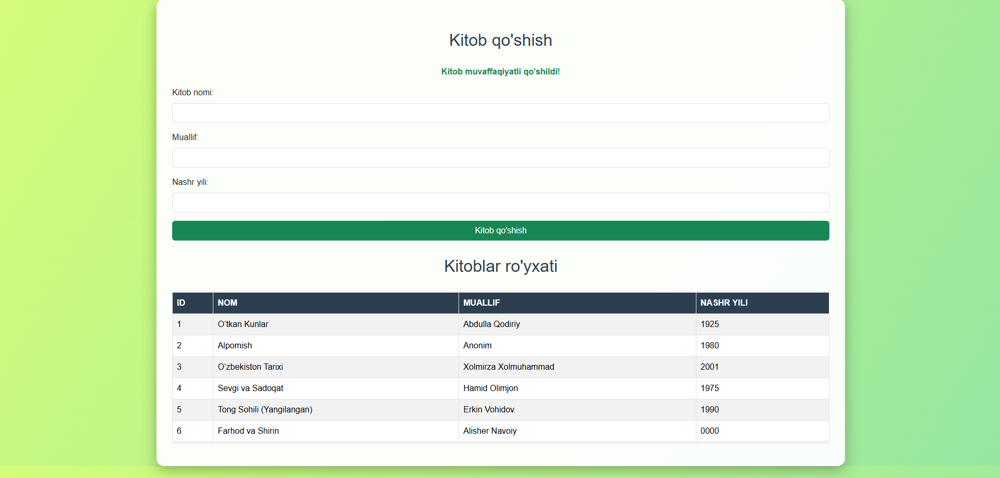 Kitob qo'shish
Kitob muvaffaqiyatli qo'shildi!
Kitob nomi:
Muallif:
Nashr yili:
Kitob qo'shish
Kitoblar ro'yxati
ID NOM MUALLIF NASHR YILI
1 O‘tkan Kunlar Abdulla Qodiriy 1925
2 Alpomish Anonim 1980
3 O‘zbekiston Tarixi Xolmirza Xolmuhammad 2001
4 Sevgi va Sadoqat Hamid Olimjon 1975
5 Tong Sohili (Yangilangan) Erkin Vohidov 1990
6 Farhod va Shirin Alisher Navoiy 0000